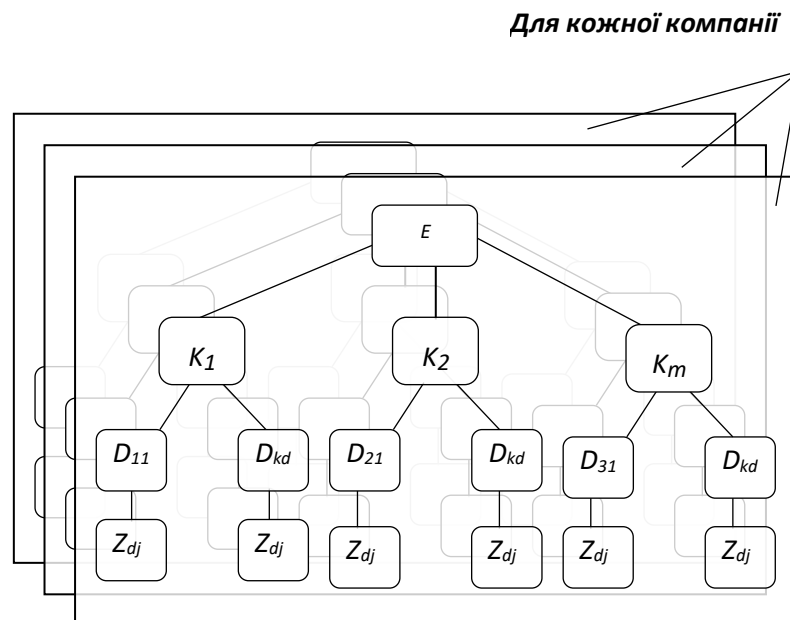 Для кожної компанії
E
K1 K2 Km
D11 Dkd D21 Dkd D31 Dkd
Zdj Zdj Zdj Zdj Zdj Zdj